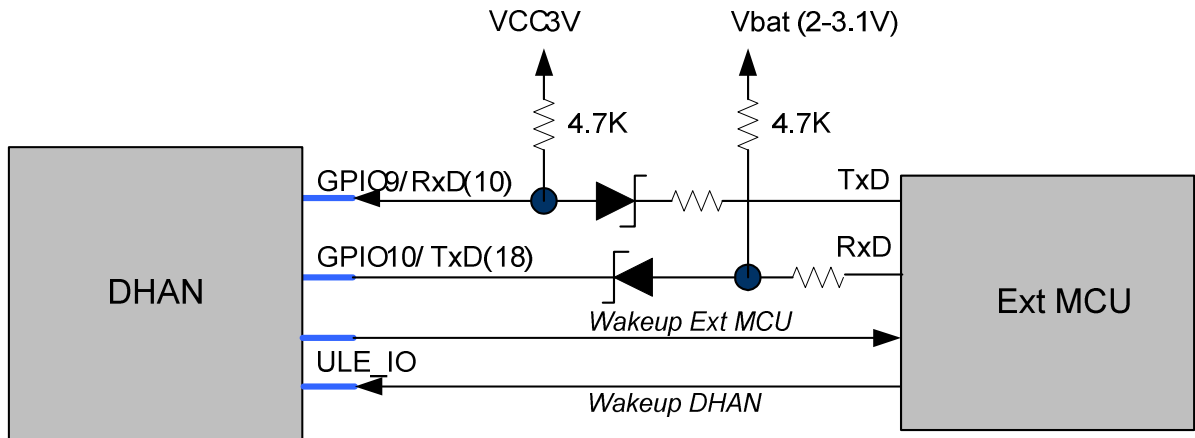 VCC3V
Vbat (2-3.1V)
4.7K
4.7K
GPIO9/RxD(10)
TxD
GPIO10/TxD(18)
RxD
DHAN
Ext MCU
Wakeup Ext MCU
ULE_IO
Wakeup DHAN